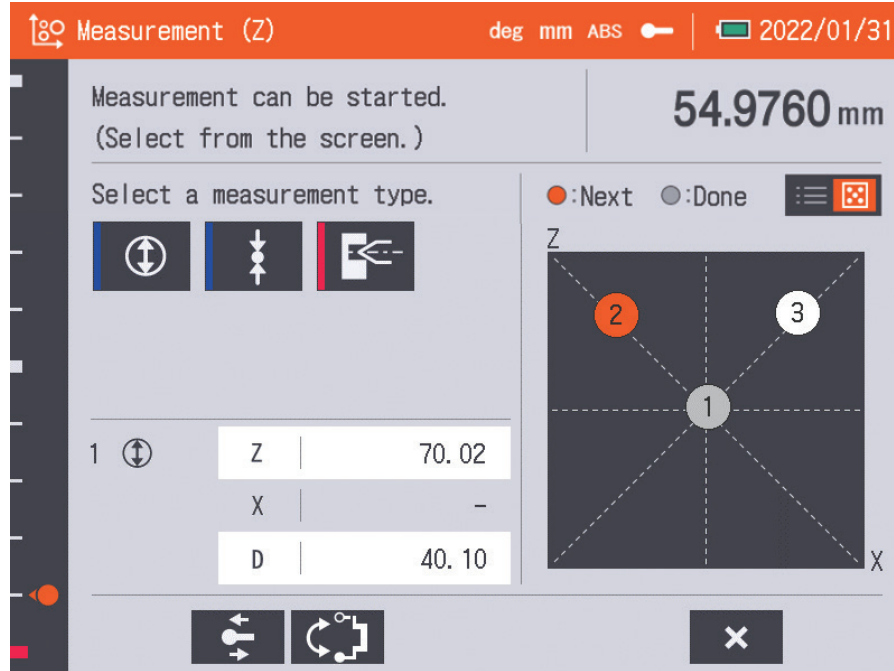 Measurement (Z)
deg mm ABS
2022/01/31
Measurement can be started.
(Select from the screen.)
54.9760 mm
Select a measurement type.
:Next :Done
Z
2
3
1
X
1 Z 70.02
X -
D 40.10